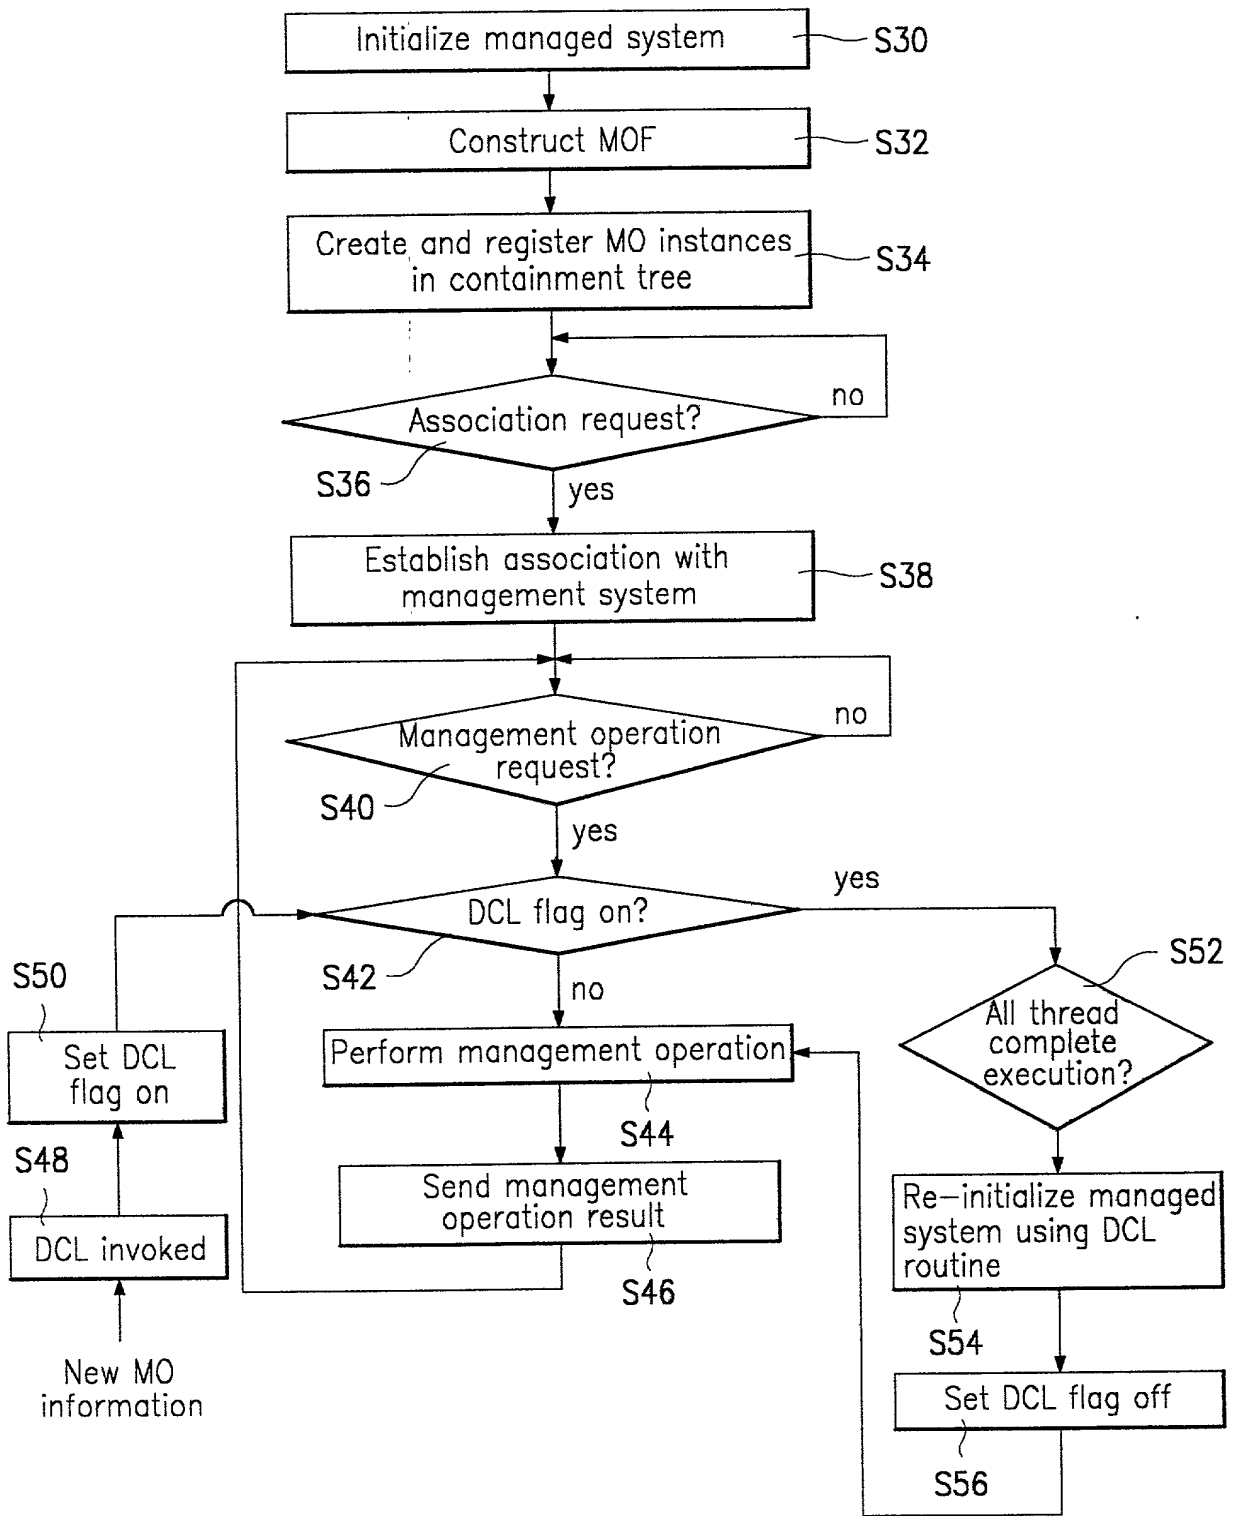 Initialize managed system
S30
Construct MOF
S32
Create and register MO instances
in containment tree
S34
no
Association request?
S36
yes
Establish association with
management system
S38
no
Management operation
request?
S40
yes
yes
DCL flag on?
S42
S52
S50
no
All thread
complete
execution?
Set DCL
flag on
Perform management operation
S44
S48
Send management
operation result
Re-initialize managed
system using DCL
routine
DCL invoked
S46
S54
New MO
information
Set DCL flag off
S56